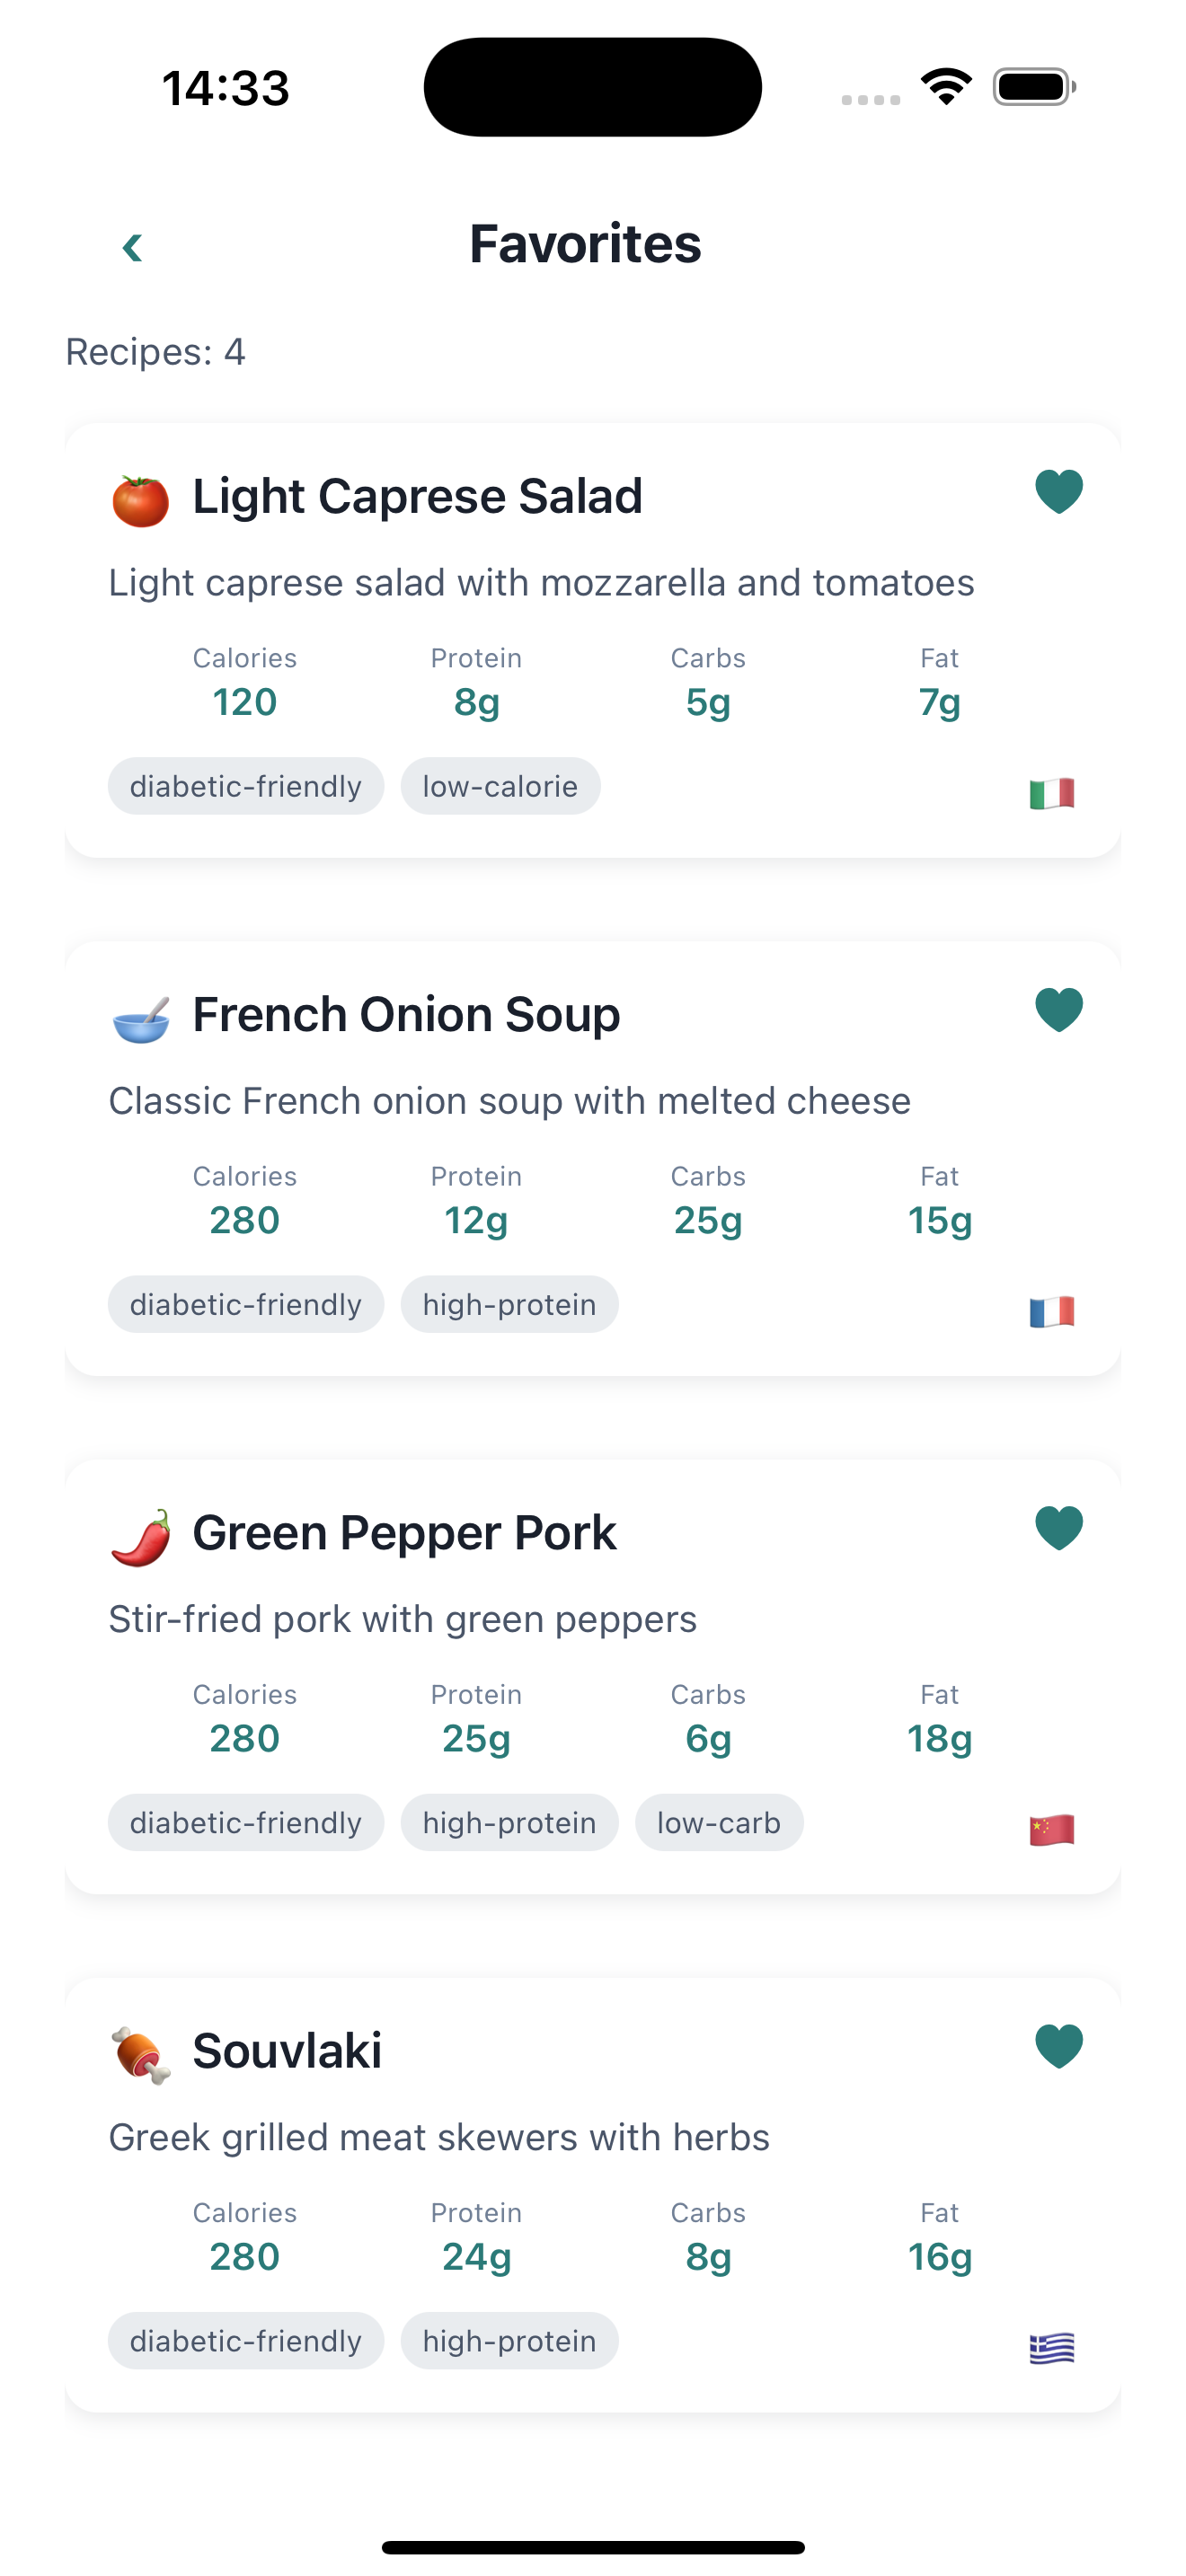 14:33
Favorites
Recipes: 4
Light Caprese Salad
Light caprese salad with mozzarella and tomatoes
Calories Protein Carbs Fat
120 8g 5g 7g
diabetic-friendly low-calorie
French Onion Soup
Classic French onion soup with melted cheese
Calories Protein Carbs Fat
280 12g 25g 15g
diabetic-friendly high-protein
Green Pepper Pork
Stir-fried pork with green peppers
Calories Protein Carbs Fat
280 25g 6g 18g
diabetic-friendly high-protein low-carb
Souvlaki
Greek grilled meat skewers with herbs
Calories Protein Carbs Fat
280 24g 8g 16g
diabetic-friendly high-protein